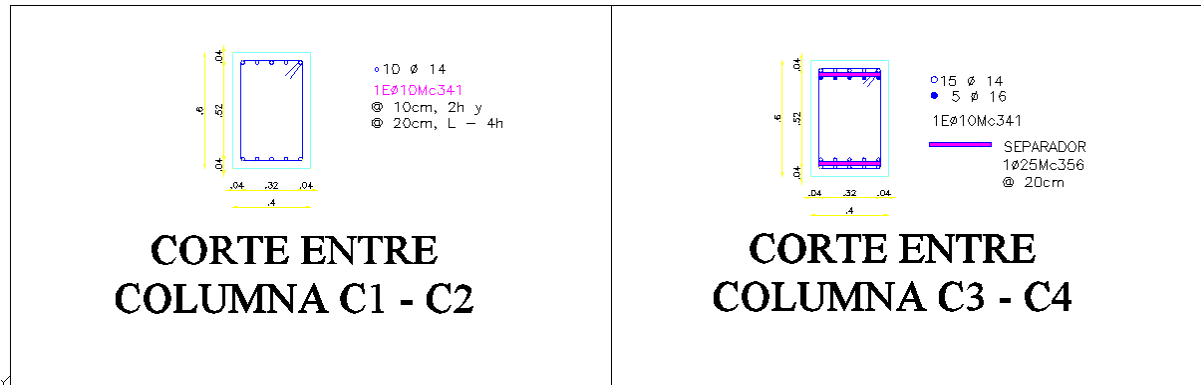 .04
.6
.52
.04
.04 .32 .04
.4
10 Ø 14
1EØ10Mc341
@ 10cm, 2h y
@ 20cm, L - 4h
CORTE ENTRE
COLUMNA C1 - C2
.04
.6
.52
.04
.04 .32 .04
.4
15 Ø 14
5 Ø 16
1EØ10Mc341
SEPARADOR
1Ø25Mc356
@ 20cm
CORTE ENTRE
COLUMNA C3 - C4